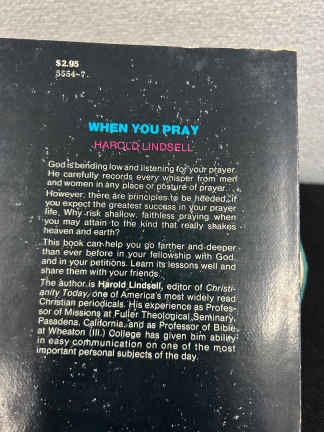 $2.95
5554-7
WHEN YOU PRAY
HAROLD LINDSELL
God is bending low and listening for your prayer.
He carefully records every whisper from men
and women in any place or posture of prayer.
However, there are principles to be heeded, if
you expect the greatest success in your prayer
life. Why risk shallow, faithless praying when
you may attain to the kind that really shakes
heaven and earth?
This book can help you go farther and deeper
than ever before in your fellowship with God,
and in your petitions. Learn its lessons well and
share them with your friends.
The author is Harold Lindsell, editor of Christi-
anity Today, one of America's most widely read
Christian periodicals. His experience as Profes-
sor of Missions at Fuller Theological Seminary,
Pasadena, California, and as Professor of Bible
at Wheaton (Ill.) College has given him ability
in easy communication on one of the most
important personal subjects of the day.